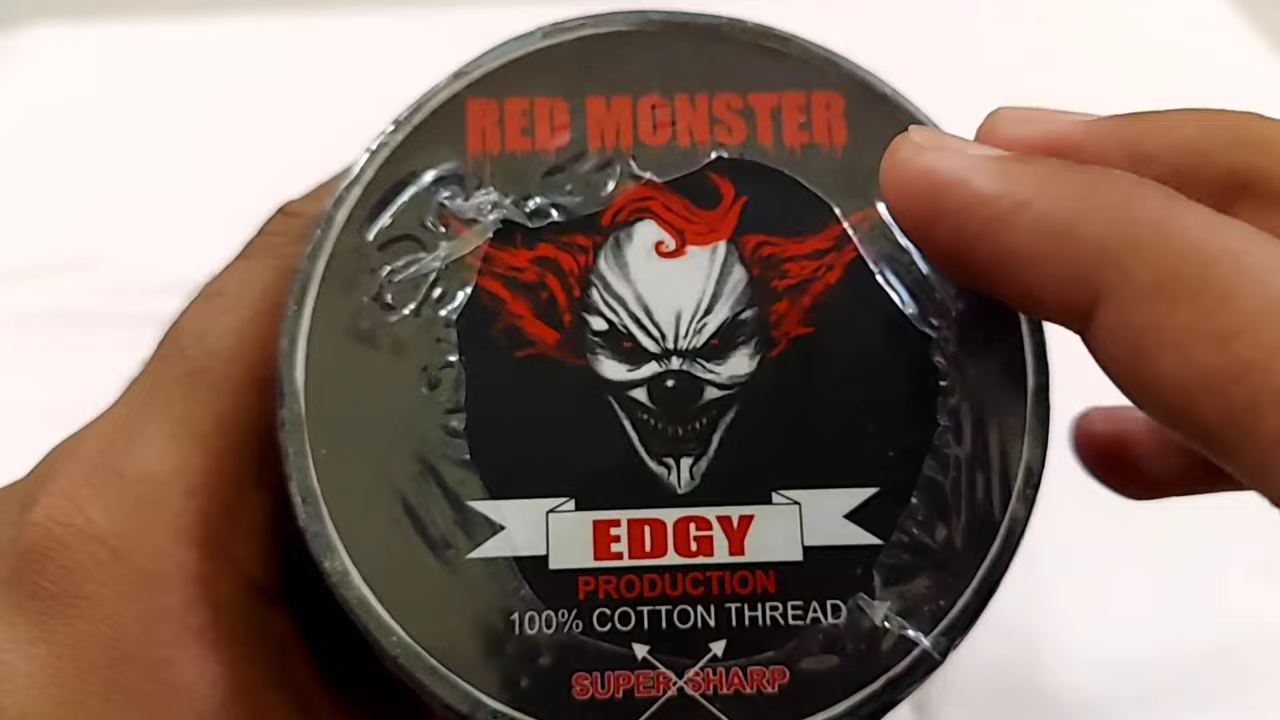 RED MONSTER
EDGY
PRODUCTION
100% COTTON THREAD
SUPER SHARP